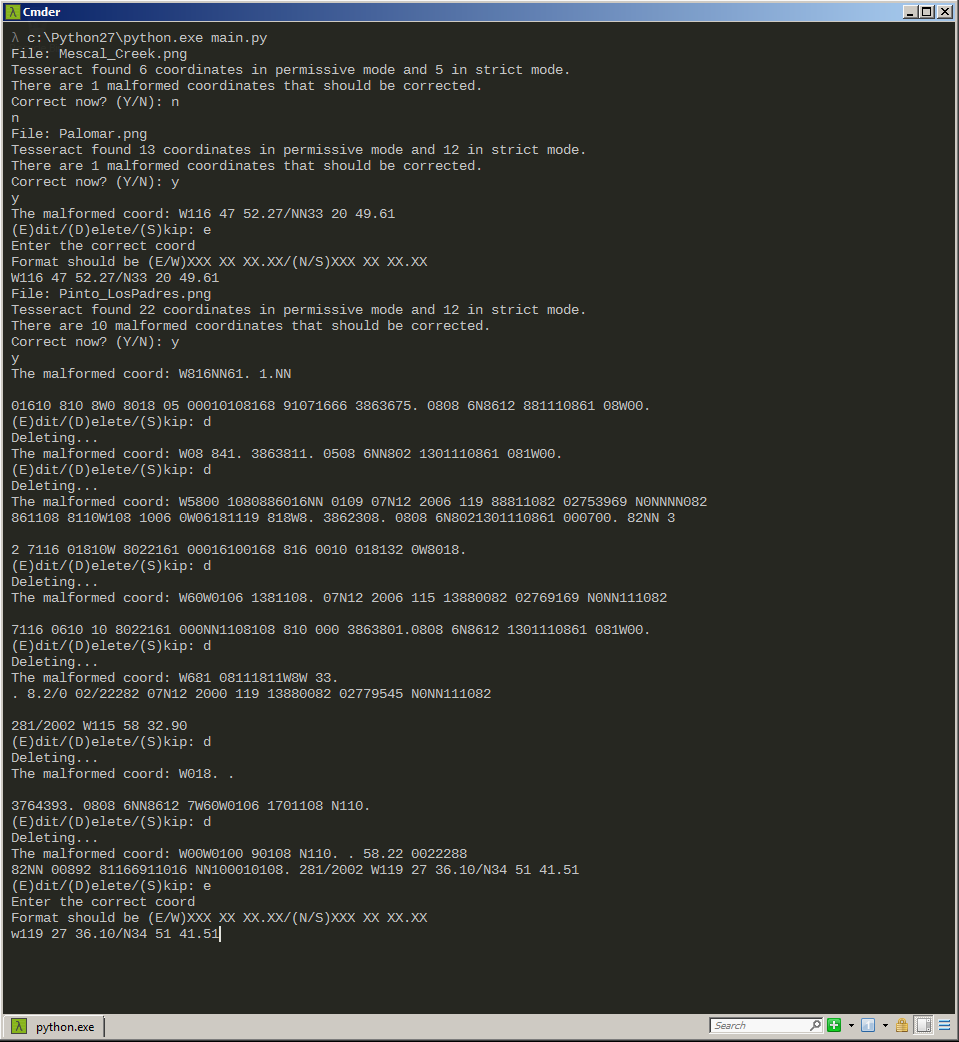 λ Cmder
λ c:\Python27\python.exe main.py
File: Mescal_Creek.png
Tesseract found 6 coordinates in permissive mode and 5 in strict mode.
There are 1 malformed coordinates that should be corrected.
Correct now? (Y/N): n
n
File: Palomar.png
Tesseract found 13 coordinates in permissive mode and 12 in strict mode.
There are 1 malformed coordinates that should be corrected.
Correct now? (Y/N): y
y
The malformed coord: W116 47 52.27/NN33 20 49.61
(E)dit/(D)elete/(S)kip: e
Enter the correct coord
Format should be (E/W)XXX XX XX.XX/(N/S)XXX XX XX.XX
W116 47 52.27/N33 20 49.61
File: Pinto_LosPadres.png
Tesseract found 22 coordinates in permissive mode and 12 in strict mode.
There are 10 malformed coordinates that should be corrected.
Correct now? (Y/N): y
y
The malformed coord: W816NN61. 1.NN
01610 810 8W0 8018 05 00010108168 91071666 3863675. 0808 6N8612 881110861 08W00.
(E)dit/(D)elete/(S)kip: d
Deleting...
The malformed coord: W08 841. 3863811. 0508 6NN802 1301110861 081W00.
(E)dit/(D)elete/(S)kip: d
Deleting...
The malformed coord: W5800 1080886016NN 0109 07N12 2006 119 88811082 02753969 N0NNNN082
861108 8110W108 1006 0W06181119 818W8. 3862308. 0808 6N8021301110861 000700. 82NN 3
2 7116 01810W 8022161 00016100168 816 0010 018132 0W8018.
(E)dit/(D)elete/(S)kip: d
Deleting...
The malformed coord: W60W0106 1381108. 07N12 2006 115 13880082 02769169 N0NN111082
7116 0610 10 8022161 000NN1108108 810 000 3863801.0808 6N8612 1301110861 081W00.
(E)dit/(D)elete/(S)kip: d
Deleting...
The malformed coord: W681 08111811W8W 33.
. 8.2/0 02/22282 07N12 2000 119 13880082 02779545 N0NN111082
281/2002 W115 58 32.90
(E)dit/(D)elete/(S)kip: d
Deleting...
The malformed coord: W018. .
3764393. 0808 6NN8612 7W60W0106 1701108 N110.
(E)dit/(D)elete/(S)kip: d
Deleting...
The malformed coord: W00W0100 90108 N110. . 58.22 0022288
82NN 00892 81166911016 NN100010108. 281/2002 W119 27 36.10/N34 51 41.51
(E)dit/(D)elete/(S)kip: e
Enter the correct coord
Format should be (E/W)XXX XX XX.XX/(N/S)XXX XX XX.XX
w119 27 36.10/N34 51 41.51
λ python.exe
Search